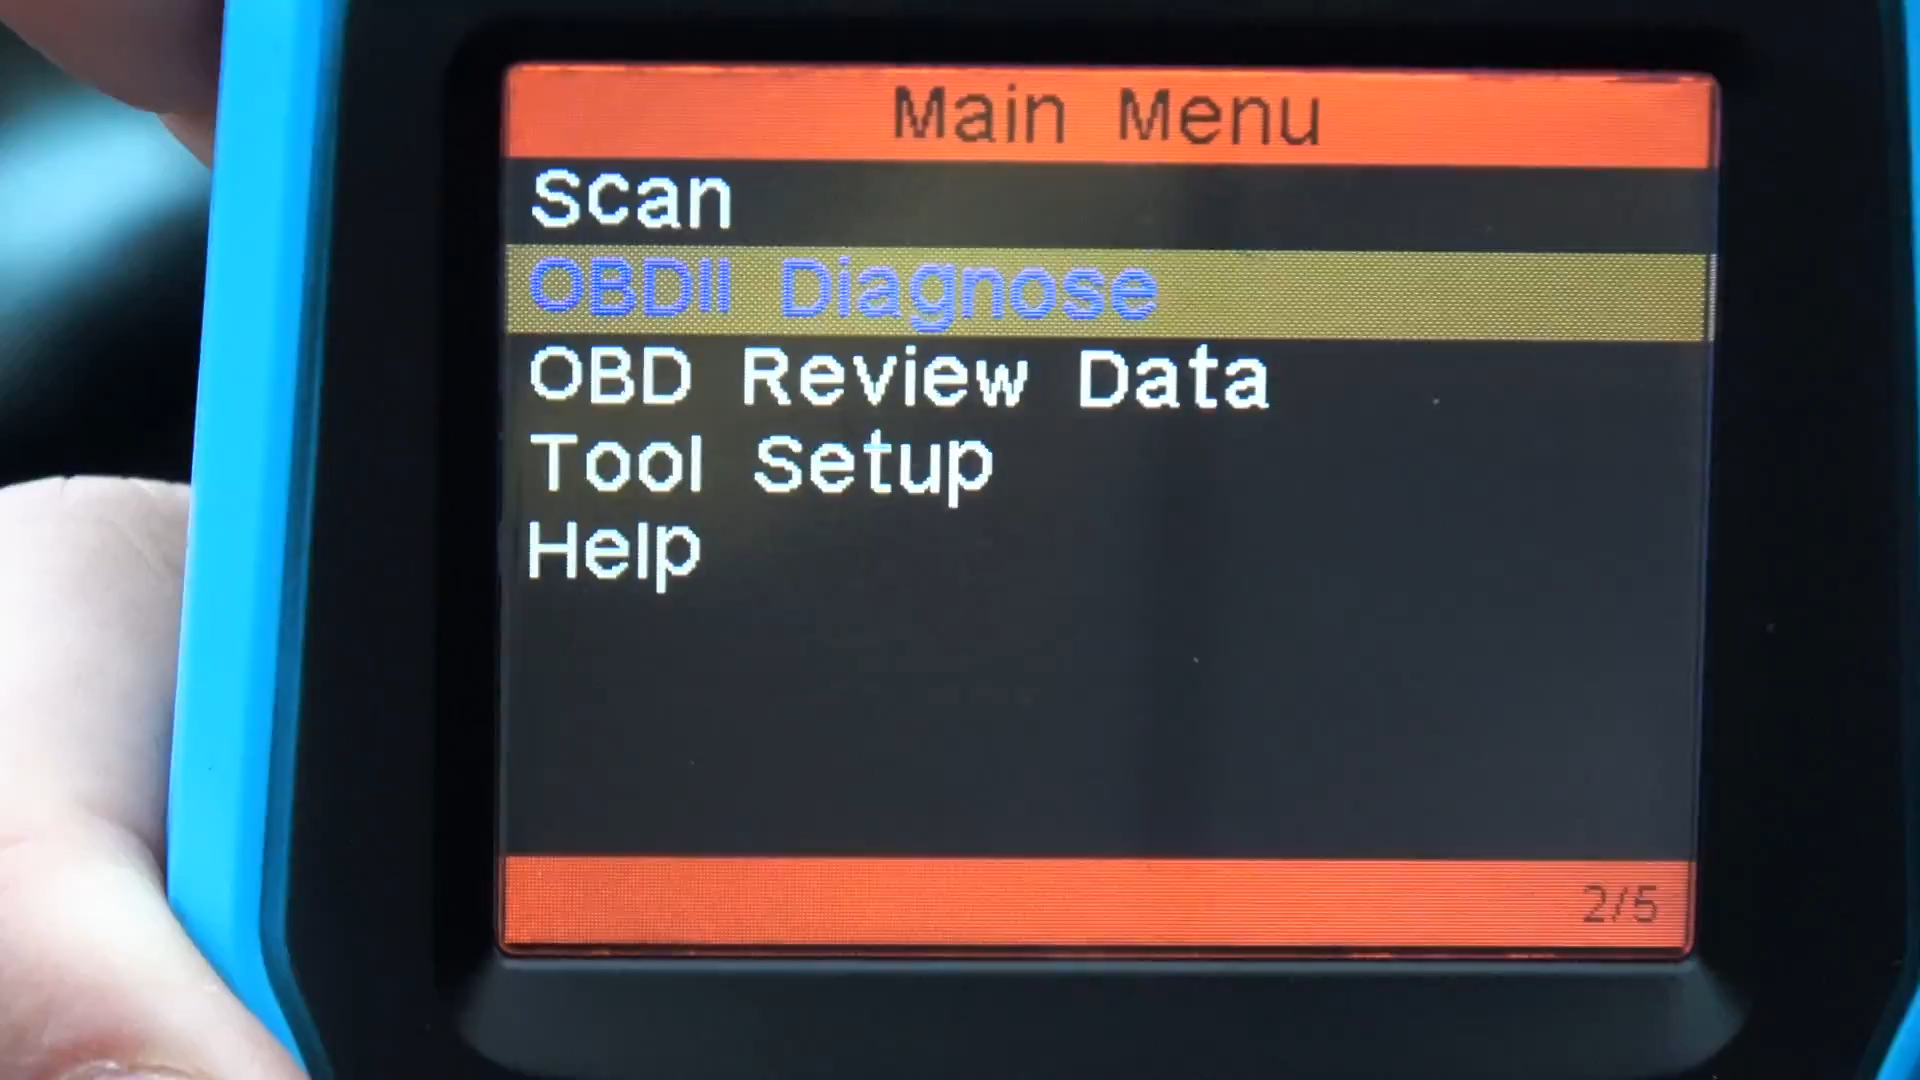 Main Menu
Scan
OBDII Diagnose
OBD Review Data
Tool Setup
Help
2/5